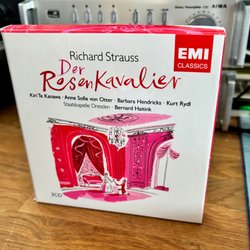 Richard Strauss
EMI
CLASSICS
Der
Rosenkavalier
Kiri Te Kanawa · Anne Sofie von Otter · Barbara Hendricks · Kurt Rydl
Staatskapelle Dresden · Bernard Haitink
3CD